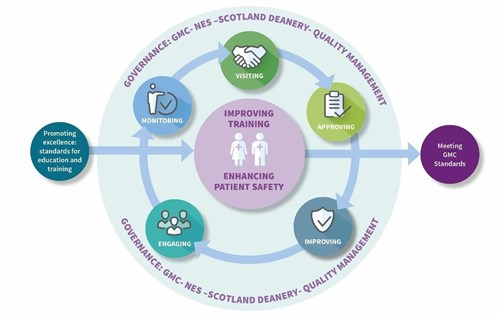 GOVERNANCE: GMC- NES –SCOTLAND DEANERY- QUALITY MANAGEMENT
VISITING
MONITORING
APPROVING
IMPROVING
TRAINING
ENHANCING
PATIENT SAFETY
Promoting
excellence:
standards for
education and
training
Meeting
GMC
Standards
ENGAGING
IMPROVING
GOVERNANCE: GMC- NES –SCOTLAND DEANERY- QUALITY MANAGEMENT